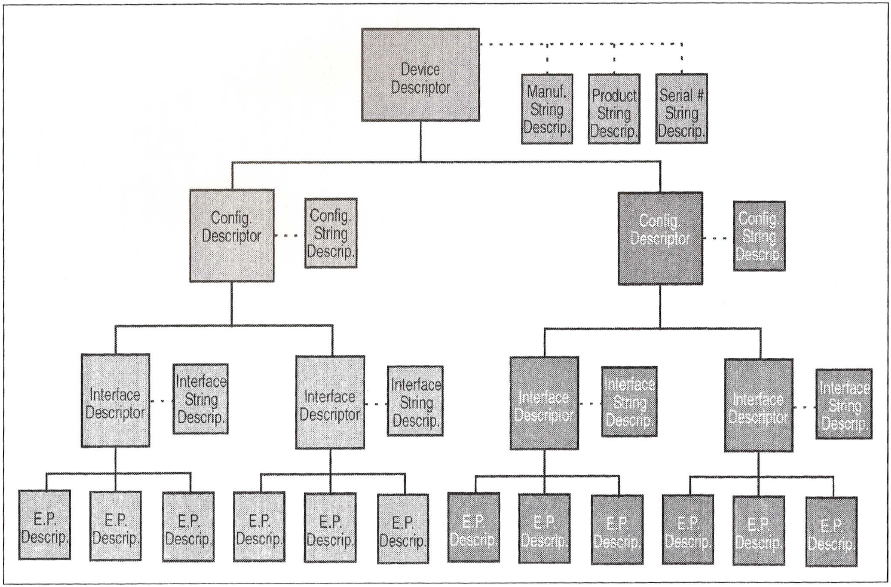 Device
Descriptor
Manuf.
String
Descrip.
Product
String
Descrip.
Serial #
String
Descrip.
Config.
Descriptor
Config.
String
Descrip.
Config.
Descriptor
Config.
String
Descrip.
Interface
Descriptor
Interface
String
Descrip.
Interface
Descriptor
Interface
String
Descrip.
Interface
Descriptor
Interface
String
Descrip.
Interface
Descriptor
Interface
String
Descrip.
E.P.
Descrip.
E.P.
Descrip.
E.P.
Descrip.
E.P.
Descrip.
E.P.
Descrip.
E.P.
Descrip.
E.P.
Descrip.
E.P.
Descrip.
E.P.
Descrip.
E.P.
Descrip.
E.P.
Descrip.
E.P.
Descrip.